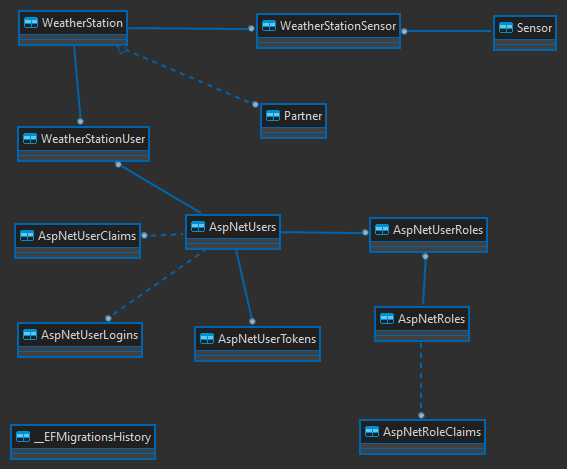 WeatherStation
WeatherStationSensor
Sensor
Partner
WeatherStationUser
AspNetUsers
AspNetUserClaims
AspNetUserRoles
AspNetUserLogins
AspNetUserTokens
AspNetRoles
__EFMigrationsHistory
AspNetRoleClaims